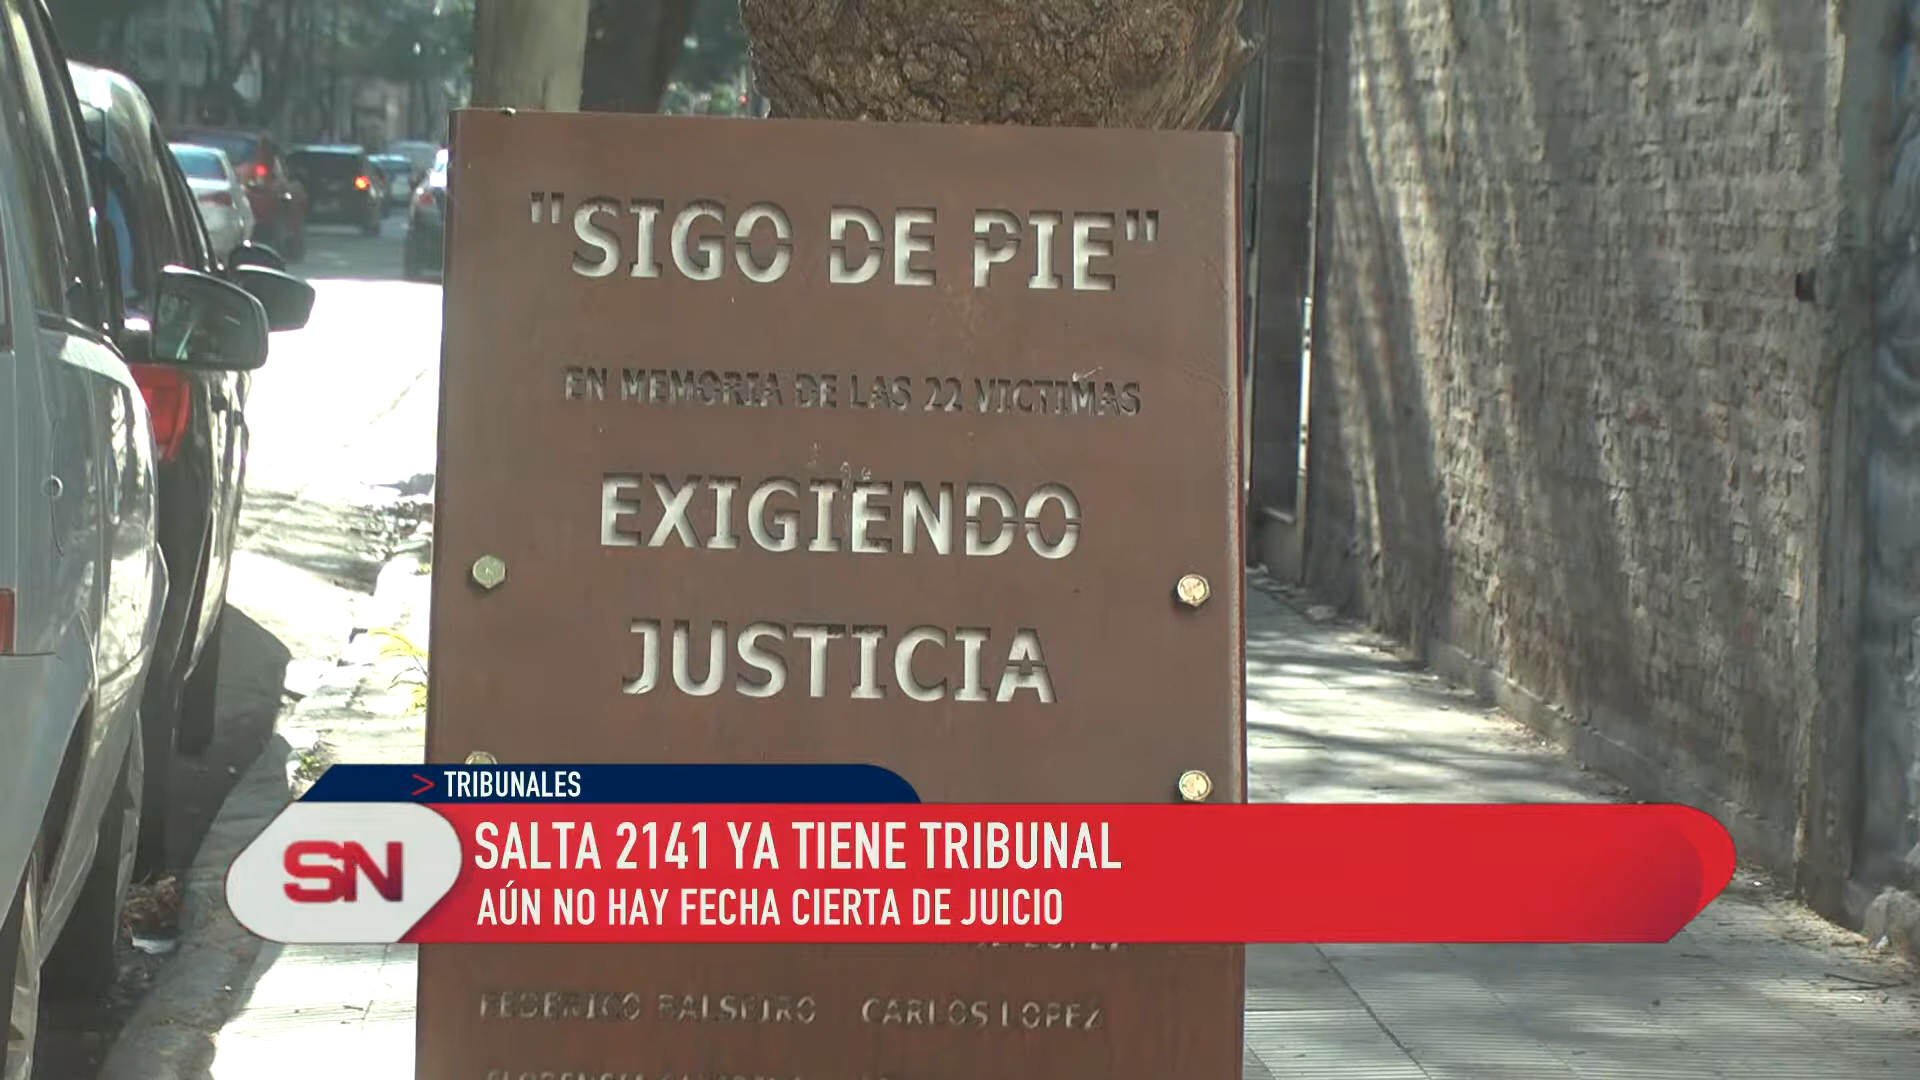 "SIGO DE PIE"
EN MEMORIA DE LAS 22 VICTIMAS
EXIGIENDO
JUSTICIA
> TRIBUNALES
SN
SALTA 2141 YA TIENE TRIBUNAL
AÚN NO HAY FECHA CIERTA DE JUICIO
FEDERICO BALSEIRO CARLOS LOPEZ